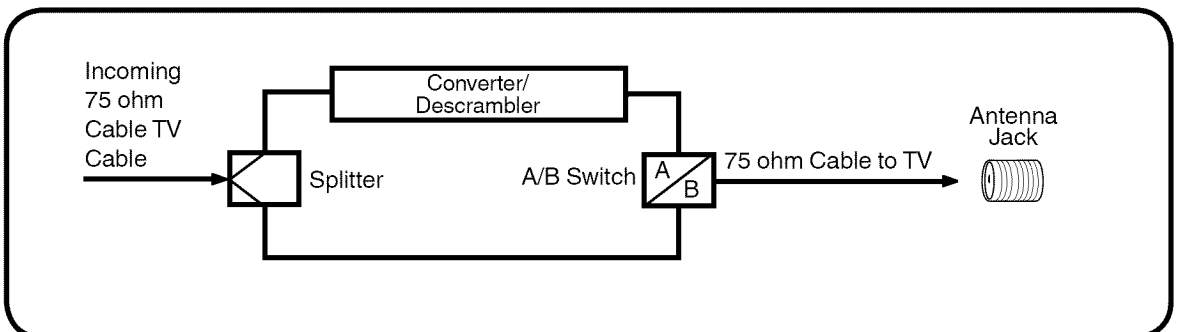 Incoming
75 ohm
Cable TV
Cable
Converter/
Descrambler
Splitter
A/B Switch
A
B
75 ohm Cable to TV
Antenna
Jack